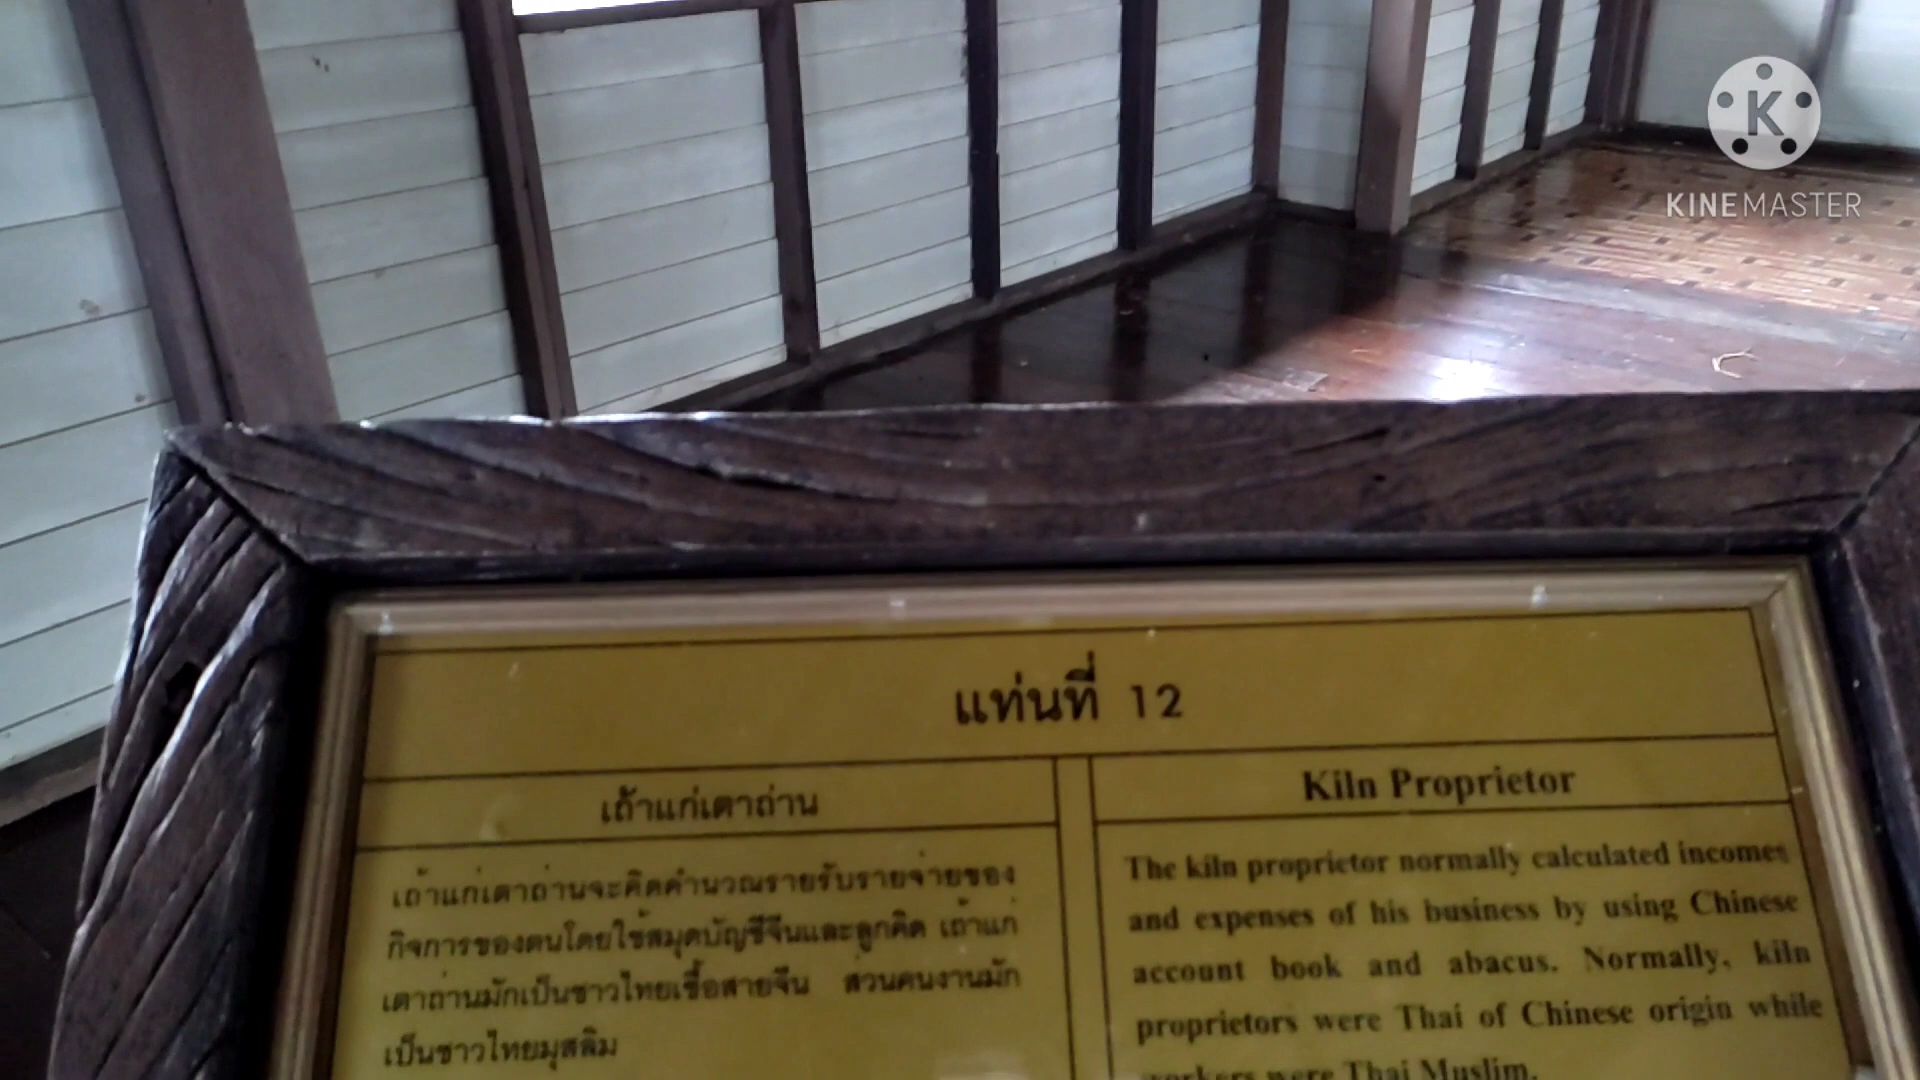 K
KINEMASTER
แท่นที่ 12
เถ้าแก่เตาถ่าน
เถ้าแก่เตาถ่านจะคิดคำนวณรายรับรายจ่ายของ
กิจการของตนโดยใช้สมุดบัญชีจีนและลูกคิด เถ้าแก่
เตาถ่านมักเป็นชาวไทยเชื้อสายจีน ส่วนคนงานมัก
เป็นชาวไทยมุสลิม
Kiln Proprietor
The kiln proprietor normally calculated incomes
and expenses of his business by using Chinese
account book and abacus. Normally, kiln
proprietors were Thai of Chinese origin while
workers were Thai Muslim.